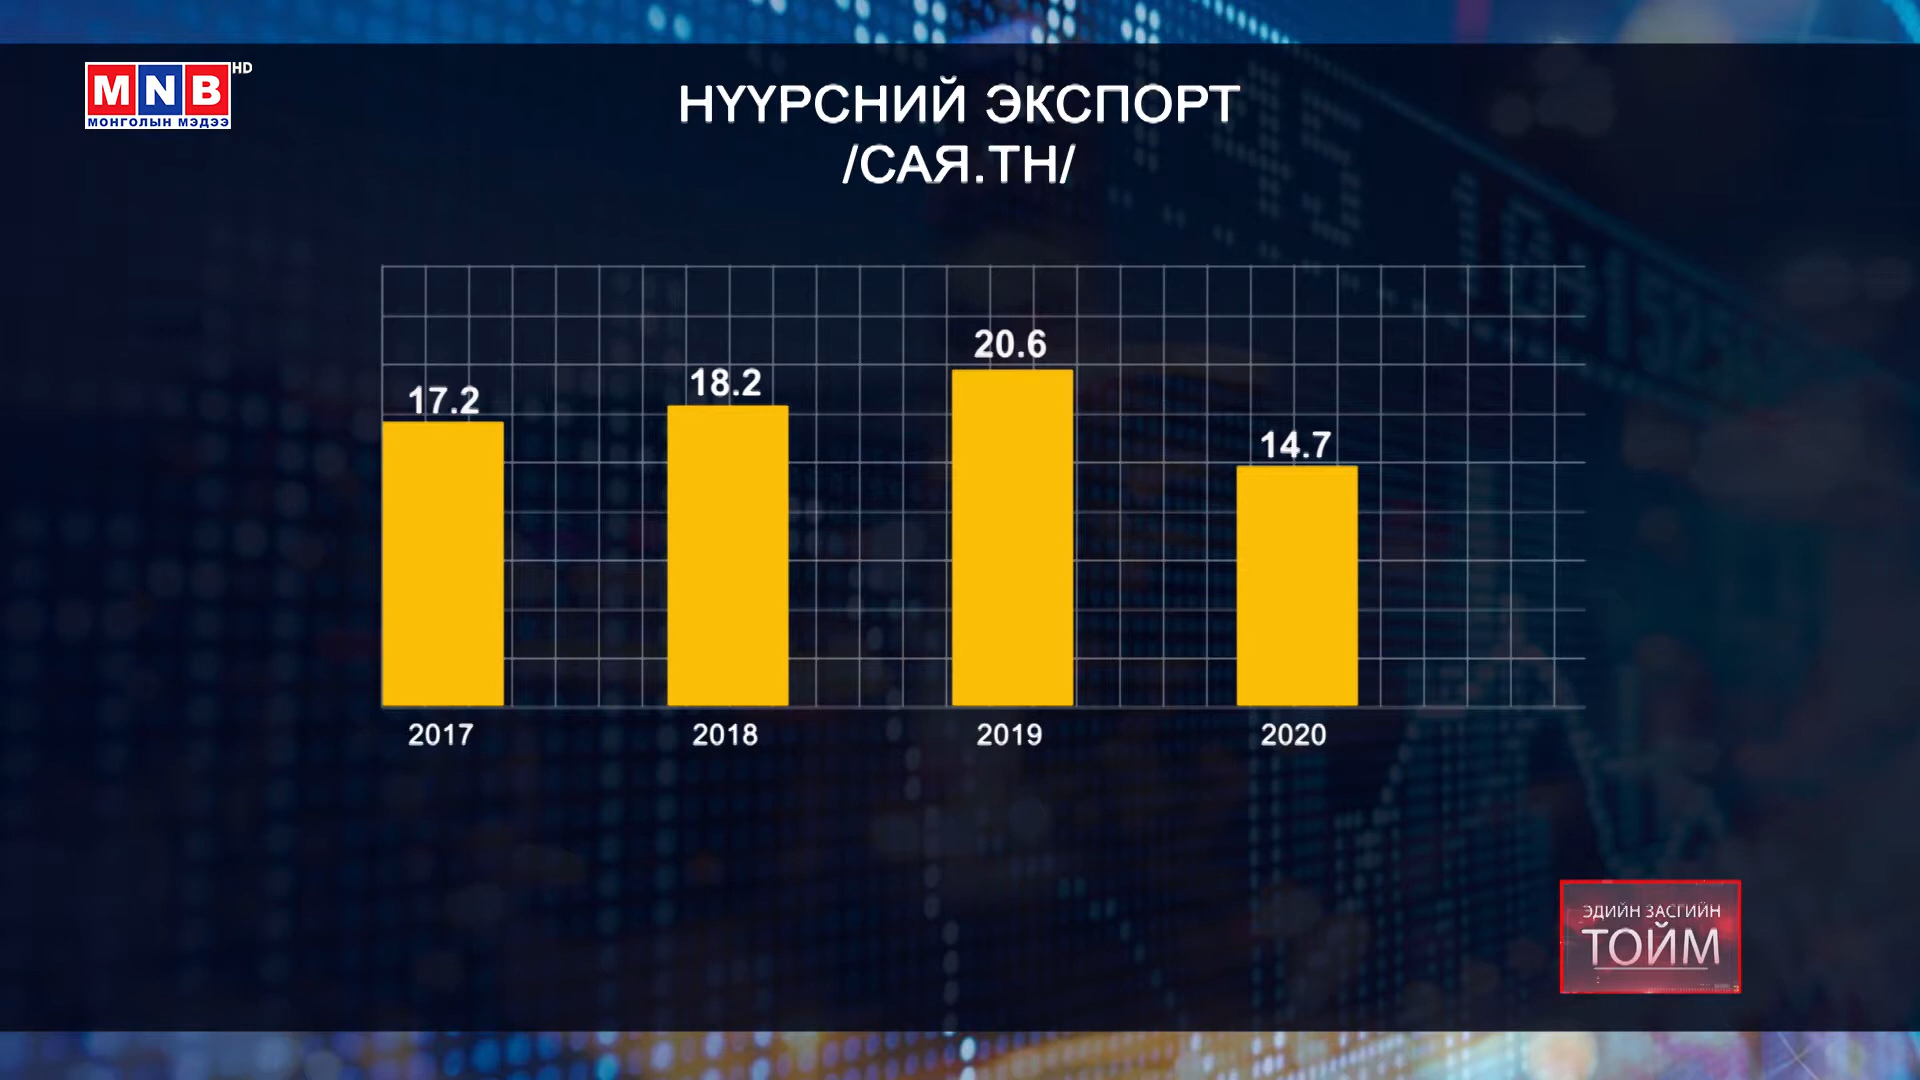 MNB HD
МОНГОЛЫН МЭДЭЭ
НҮҮРСНИЙ ЭКСПОРТ
/САЯ.ТН/
17.2
18.2
20.6
14.7
2017 2018 2019 2020
ЭДИЙН ЗАСГИЙН
ТОЙМ